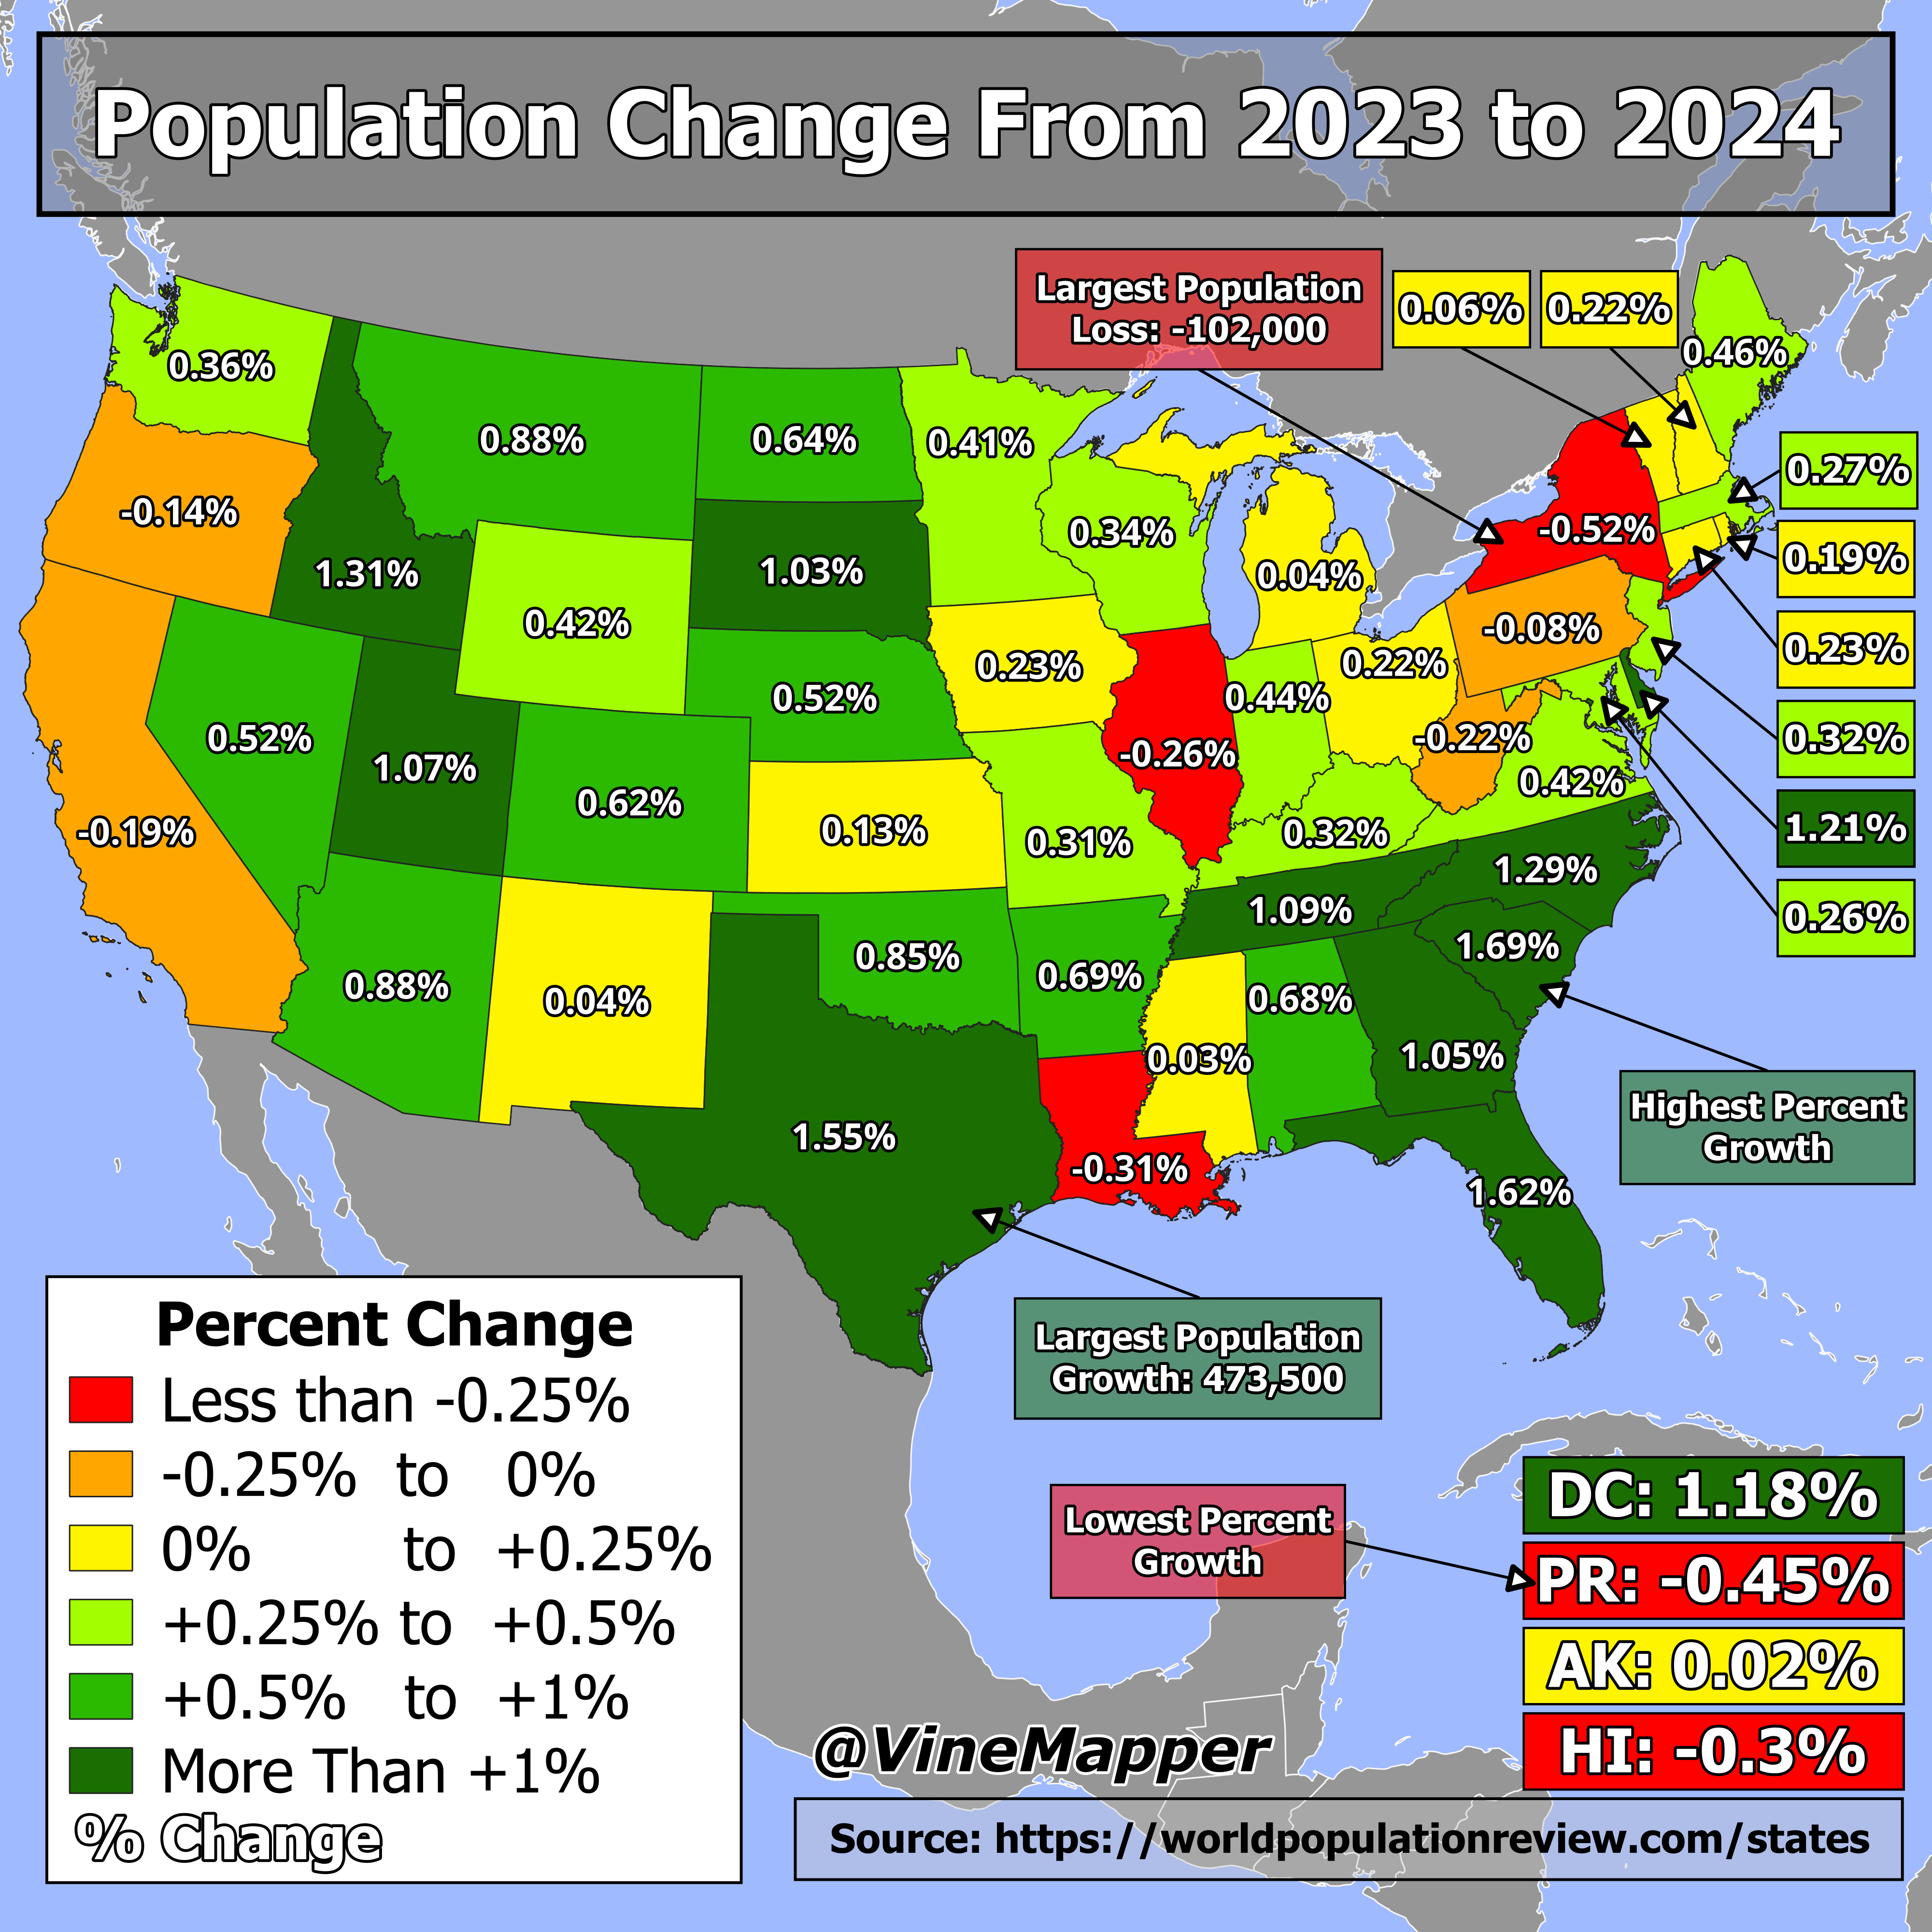 Population Change From 2023 to 2024
Largest Population
Loss: -102,000
0.06%
0.22%
0.46%
0.36%
0.88%
0.64%
0.41%
0.27%
-0.14%
-0.52%
0.34%
0.19%
1.31%
1.03%
0.04%
0.42%
-0.08%
0.23%
0.23%
0.22%
0.52%
0.44%
0.52%
-0.22%
0.32%
1.07%
-0.26%
0.42%
0.62%
-0.19%
0.13%
0.31%
0.32%
1.21%
1.29%
1.09%
0.26%
0.85%
1.69%
0.88%
0.04%
0.69%
0.68%
0.03%
1.05%
Highest Percent
Growth
1.55%
-0.31%
1.62%
Largest Population
Growth: 473,500
Percent Change
Less than -0.25%
-0.25% to 0%
0% to +0.25%
+0.25% to +0.5%
+0.5% to +1%
More Than +1%
% Change
Lowest Percent
Growth
DC: 1.18%
PR: -0.45%
AK: 0.02%
HI: -0.3%
@VineMapper
Source: https://worldpopulationreview.com/states